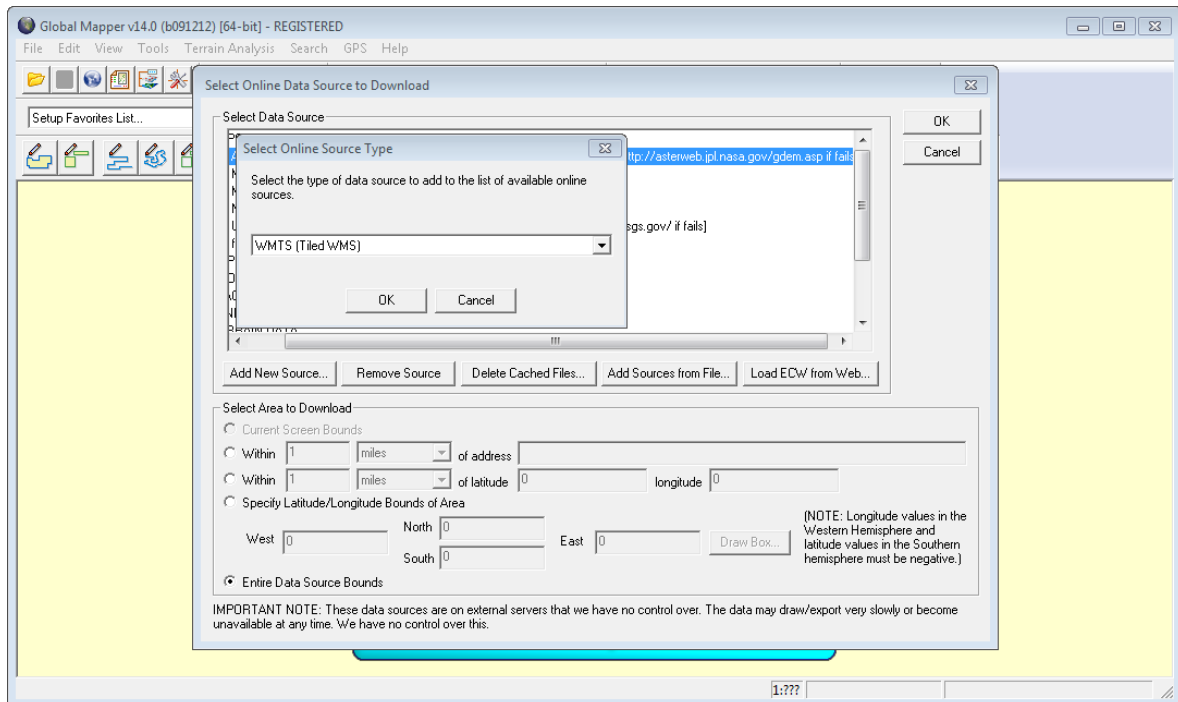 Global Mapper v14.0 (b091212) [64-bit] - REGISTERED
File Edit View Tools Terrain Analysis Search GPS Help
Setup Favorites List...
Select Online Data Source to Download
OK
Cancel
Select Data Source
http://asterweb.jpl.nasa.gov/gdem.asp if fails
sgs.gov/ if fails]
Select Online Source Type
Select the type of data source to add to the list of available online
sources.
WMTS (Tiled WMS)
OK Cancel
Add New Source... Remove Source Delete Cached Files... Add Sources from File... Load ECW from Web...
Select Area to Download
Current Screen Bounds
Within 1 miles of address
Within 1 miles of latitude 0 longitude 0
Specify Latitude/Longitude Bounds of Area
West 0 North 0 South 0 East 0 Draw Box...
(NOTE: Longitude values in the
Western Hemisphere and
latitude values in the Southern
hemisphere must be negative.)
Entire Data Source Bounds
IMPORTANT NOTE: These data sources are on external servers that we have no control over. The data may draw/export very slowly or become
unavailable at any time. We have no control over this.
1:???